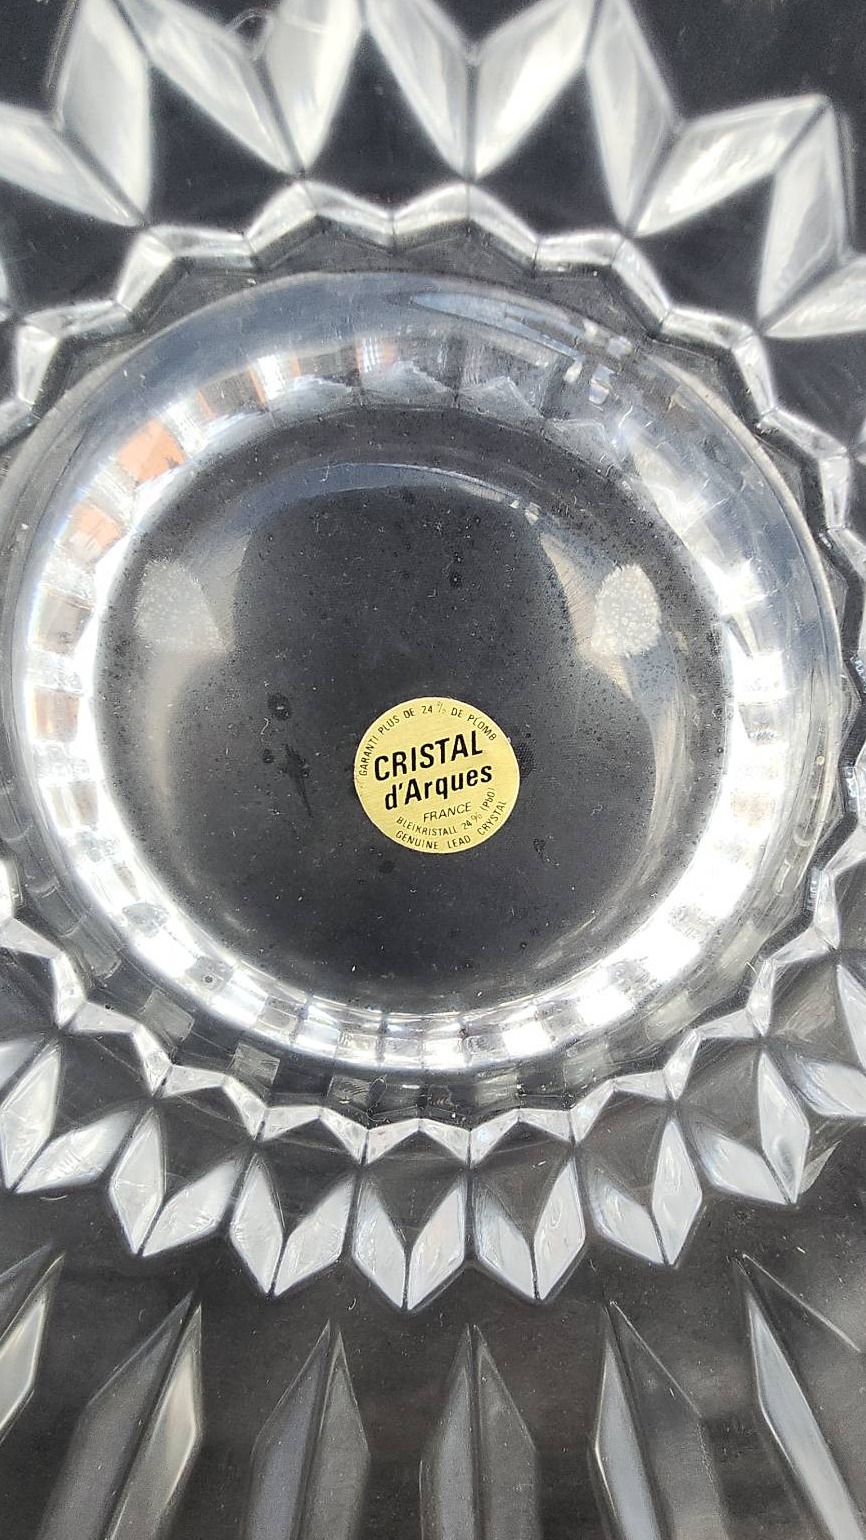 GARANTI PLUS DE 24 % DE PLOMB
CRISTAL
d'Arques
FRANCE
BLEIKRISTALL 24 % (PbO)
GENUINE LEAD CRYSTAL